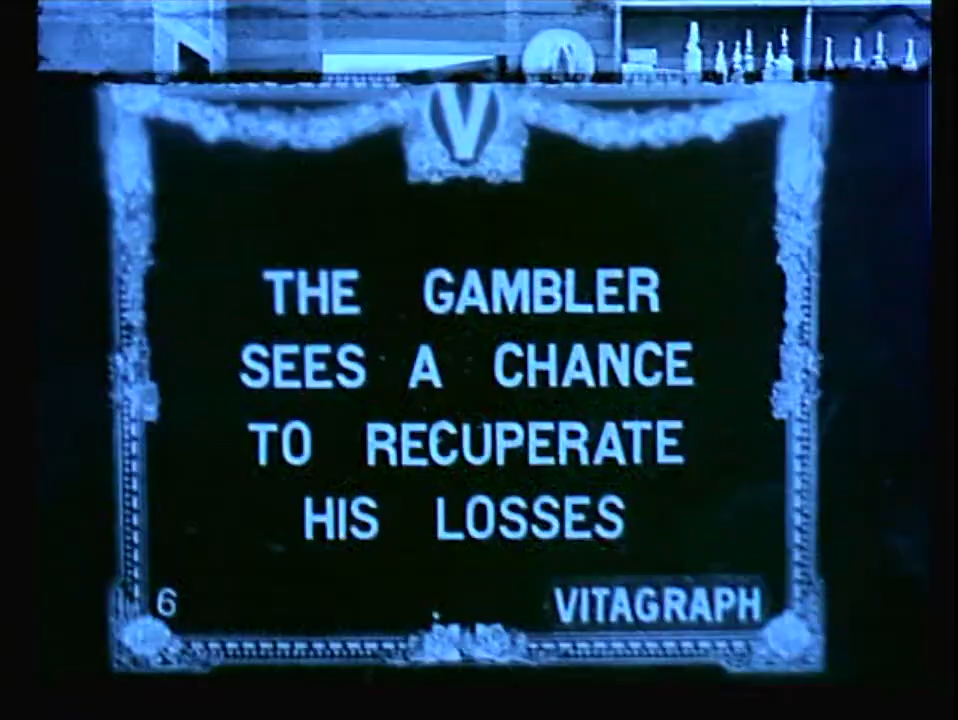 V
THE GAMBLER
SEES A CHANCE
TO RECUPERATE
HIS LOSSES
6
VITAGRAPH